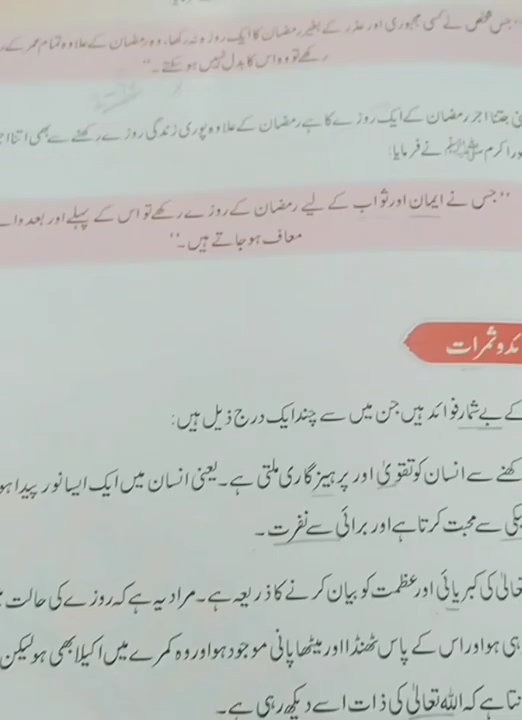 "جس شخص نے کسی مجبوری اور عذر کے بغیر رمضان کا ایک روزہ نہ رکھا، وہ رمضان کے علاوہ تمام عمر کے
رکھے تو وہ اس کا بدل نہیں ہو سکتے۔"
جتنا اجر رمضان کے ایک روزے کا ہے رمضان کے علاوہ پوری زندگی روزے رکھنے سے بھی اتنا
اکرم ﷺ نے فرمایا:
"جس نے ایمان اور ثواب کے لیے رمضان کے روزے رکھے تو اس کے پہلے اور بعد
معاف ہو جاتے ہیں۔"
ثمرات
کے بے شمار فوائد ہیں جن میں سے چند ایک درج ذیل ہیں:
سے انسان کو تقویٰ اور پرہیز گاری ملتی ہے۔ یعنی انسان میں ایک ایسا نور پیدا
سے محبت کرتا ہے اور برائی سے نفرت۔
کی کبریائی اور عظمت کو بیان کرنے کا ذریعہ ہے۔ مراد یہ ہے کہ روزے کی حالت
ہی ہو اور اس کے پاس ٹھنڈا اور میٹھا پانی موجود ہو اور وہ کمرے میں اکیلا بھی ہو لیکن
ہے کہ اللہ تعالیٰ کی ذات اسے دیکھ رہی ہے۔